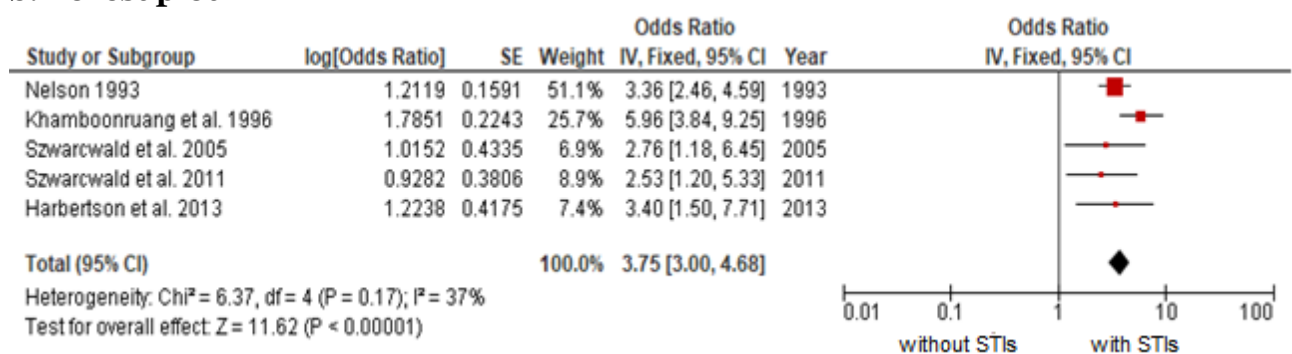 Odds Ratio Odds Ratio
Study or Subgroup log[Odds Ratio] SE Weight IV, Fixed, 95% CI Year IV, Fixed, 95% CI
Nelson 1993 1.2119 0.1591 51.1% 3.36 [2.46, 4.59] 1993
Khamboonruang et al. 1996 1.7851 0.2243 25.7% 5.96 [3.84, 9.25] 1996
Szwarcwald et al. 2005 1.0152 0.4335 6.9% 2.76 [1.18, 6.45] 2005
Szwarcwald et al. 2011 0.9282 0.3806 8.9% 2.53 [1.20, 5.33] 2011
Harbertson et al. 2013 1.2238 0.4175 7.4% 3.40 [1.50, 7.71] 2013
Total (95% CI) 100.0% 3.75 [3.00, 4.68]
Heterogeneity: Chi² = 6.37, df = 4 (P = 0.17); I² = 37%
Test for overall effect: Z = 11.62 (P < 0.00001)
0.01 0.1 1 10 100
without STIs with STIs